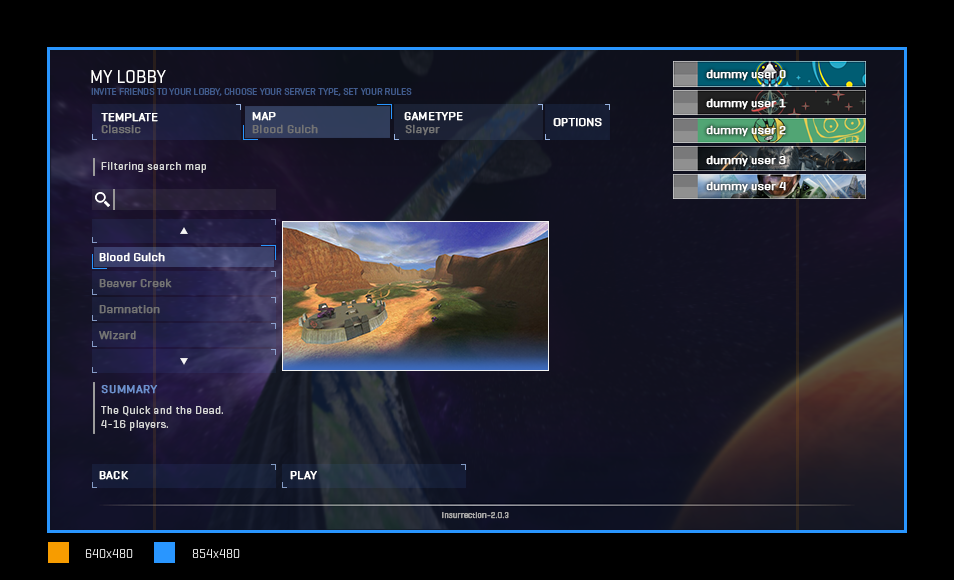 MY LOBBY
INVITE FRIENDS TO YOUR LOBBY, CHOOSE YOUR SERVER TYPE, SET YOUR RULES
TEMPLATE
Classic
MAP
Blood Gulch
GAMETYPE
Slayer
OPTIONS
dummy user 0
dummy user 1
dummy user 2
dummy user 3
dummy user 4
Filtering search map
Blood Gulch
Beaver Creek
Damnation
Wizard
SUMMARY
The Quick and the Dead.
4-16 players.
BACK
PLAY
Insurrection-2.0.3
640x480
854x480